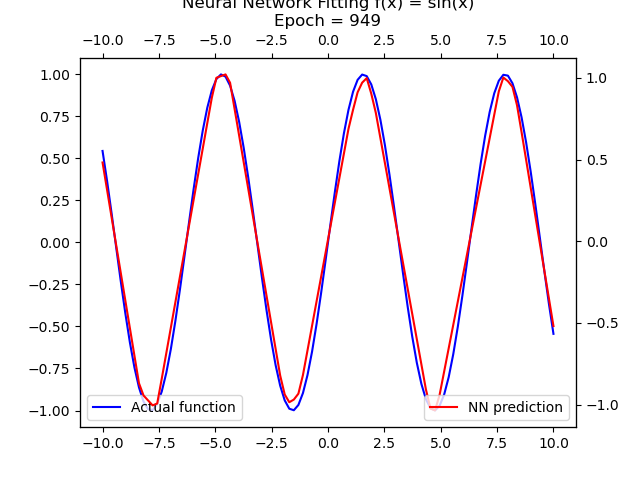 Neural Network Fitting f(x) = sin(x)
Epoch = 949
−10.0 −7.5 −5.0 −2.5 0.0 2.5 5.0 7.5 10.0
1.00
0.75
0.50
0.25
0.00
−0.25
−0.50
−0.75
−1.00
1.0
0.5
0.0
−0.5
−1.0
Actual function
NN prediction
−10.0 −7.5 −5.0 −2.5 0.0 2.5 5.0 7.5 10.0